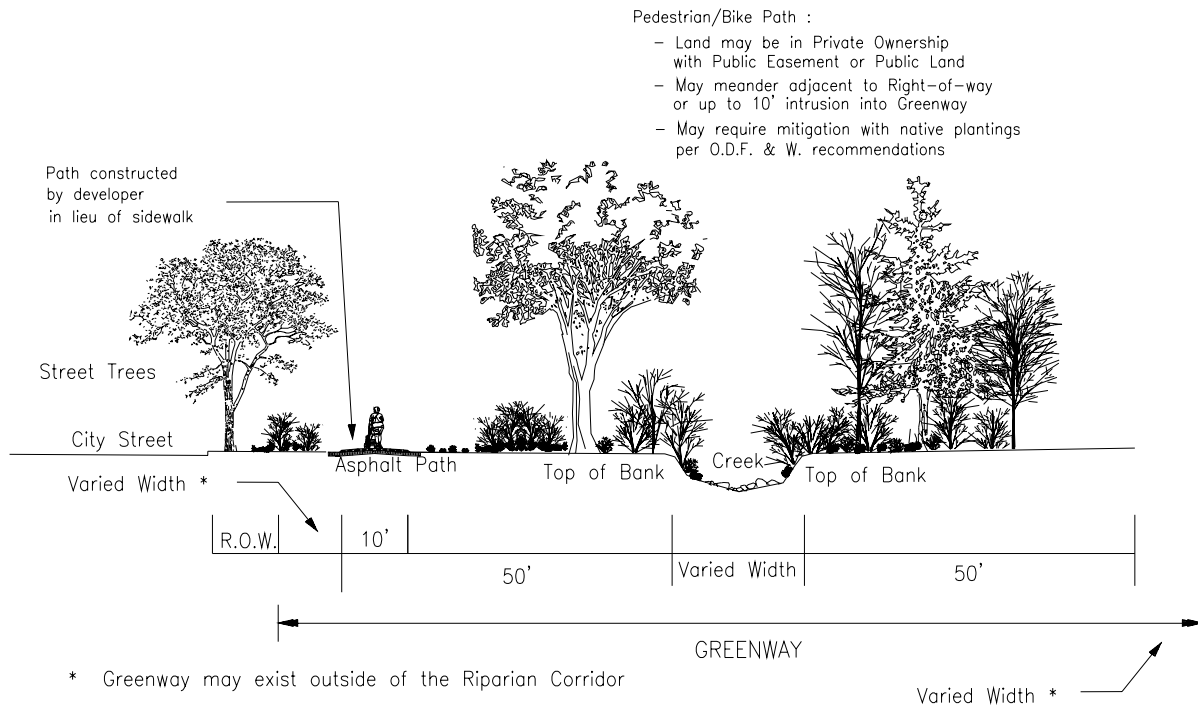 Pedestrian/Bike Path :
- Land may be in Private Ownership
with Public Easement or Public Land
- May meander adjacent to Right-of-way
or up to 10' intrusion into Greenway
- May require mitigation with native plantings
per O.D.F. & W. recommendations
Path constructed
by developer
in lieu of sidewalk
Street Trees
City Street
Asphalt Path
Top of Bank
Creek
Top of Bank
Varied Width *
R.O.W.
10'
50'
Varied Width
50'
GREENWAY
* Greenway may exist outside of the Riparian Corridor
Varied Width *